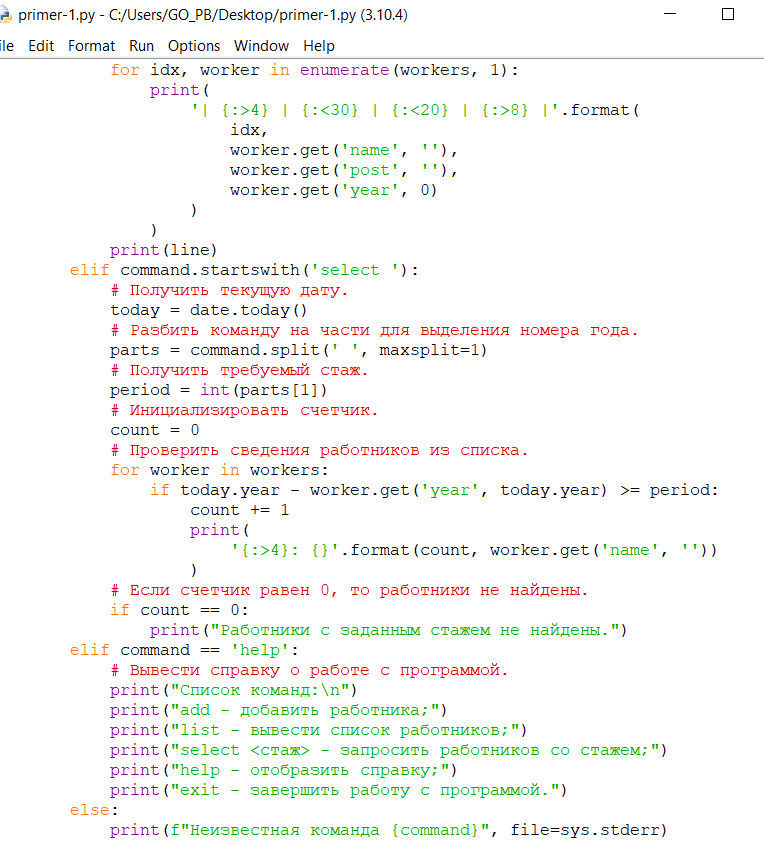 primer-1.py - C:/Users/GO_PB/Desktop/primer-1.py (3.10.4)
ile Edit Format Run Options Window Help
        for idx, worker in enumerate(workers, 1):
            print(
                '| {:>4} | {:<30} | {:<20} | {:>8} |'.format(
                    idx,
                    worker.get('name', ''),
                    worker.get('post', ''),
                    worker.get('year', 0)
                )
            )
        print(line)
    elif command.startswith('select '):
        # Получить текущую дату.
        today = date.today()
        # Разбить команду на части для выделения номера года.
        parts = command.split(' ', maxsplit=1)
        # Получить требуемый стаж.
        period = int(parts[1])
        # Инициализировать счетчик.
        count = 0
        # Проверить сведения работников из списка.
        for worker in workers:
            if today.year - worker.get('year', today.year) >= period:
                count += 1
                print(
                    '{:>4}: {}'.format(count, worker.get('name', ''))
                )
        # Если счетчик равен 0, то работники не найдены.
        if count == 0:
            print("Работники с заданным стажем не найдены.")
    elif command == 'help':
        # Вывести справку о работе с программой.
        print("Список команд:\n")
        print("add - добавить работника;")
        print("list - вывести список работников;")
        print("select <стаж> - запросить работников со стажем;")
        print("help - отобразить справку;")
        print("exit - завершить работу с программой.")
    else:
        print(f"Неизвестная команда {command}", file=sys.stderr)